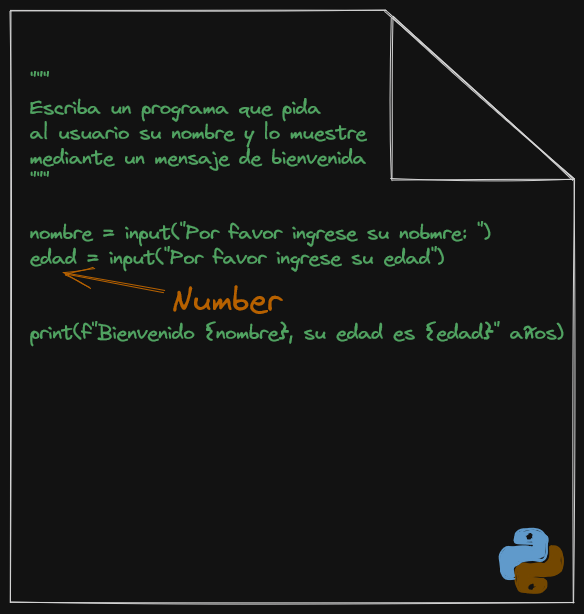 """
Escriba un programa que pida
al usuario su nombre y lo muestre
mediante un mensaje de bienvenida
"""
nombre = input("Por favor ingrese su nobmre: ")
edad = input("Por favor ingrese su edad")
Number
print(f"Bienvenido {nombre}, su edad es {edad}" años)